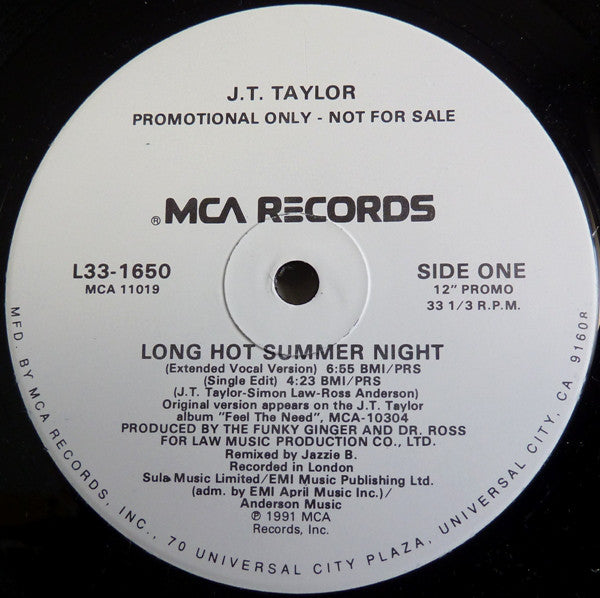 J.T. TAYLOR
PROMOTIONAL ONLY - NOT FOR SALE
® MCA RECORDS
L33-1650
MCA 11019
SIDE ONE
12" PROMO
33 1/3 R.P.M.
LONG HOT SUMMER NIGHT
(Extended Vocal Version) 6:55 BMI/PRS
(Single Edit) 4:23 BMI/PRS
(J.T. Taylor-Simon Law-Ross Anderson)
Original version appears on the J.T. Taylor
album "Feel The Need", MCA-10304
PRODUCED BY THE FUNKY GINGER AND DR. ROSS
FOR LAW MUSIC PRODUCTION CO., LTD.
Remixed by Jazzie B.
Recorded in London
Sula Music Limited/EMI Music Publishing Ltd.
(adm. by EMI April Music Inc.)/
Anderson Music
℗ 1991 MCA
Records, Inc.
MFD. BY MCA RECORDS, INC., 70 UNIVERSAL CITY PLAZA, UNIVERSAL CITY, CA. 91608